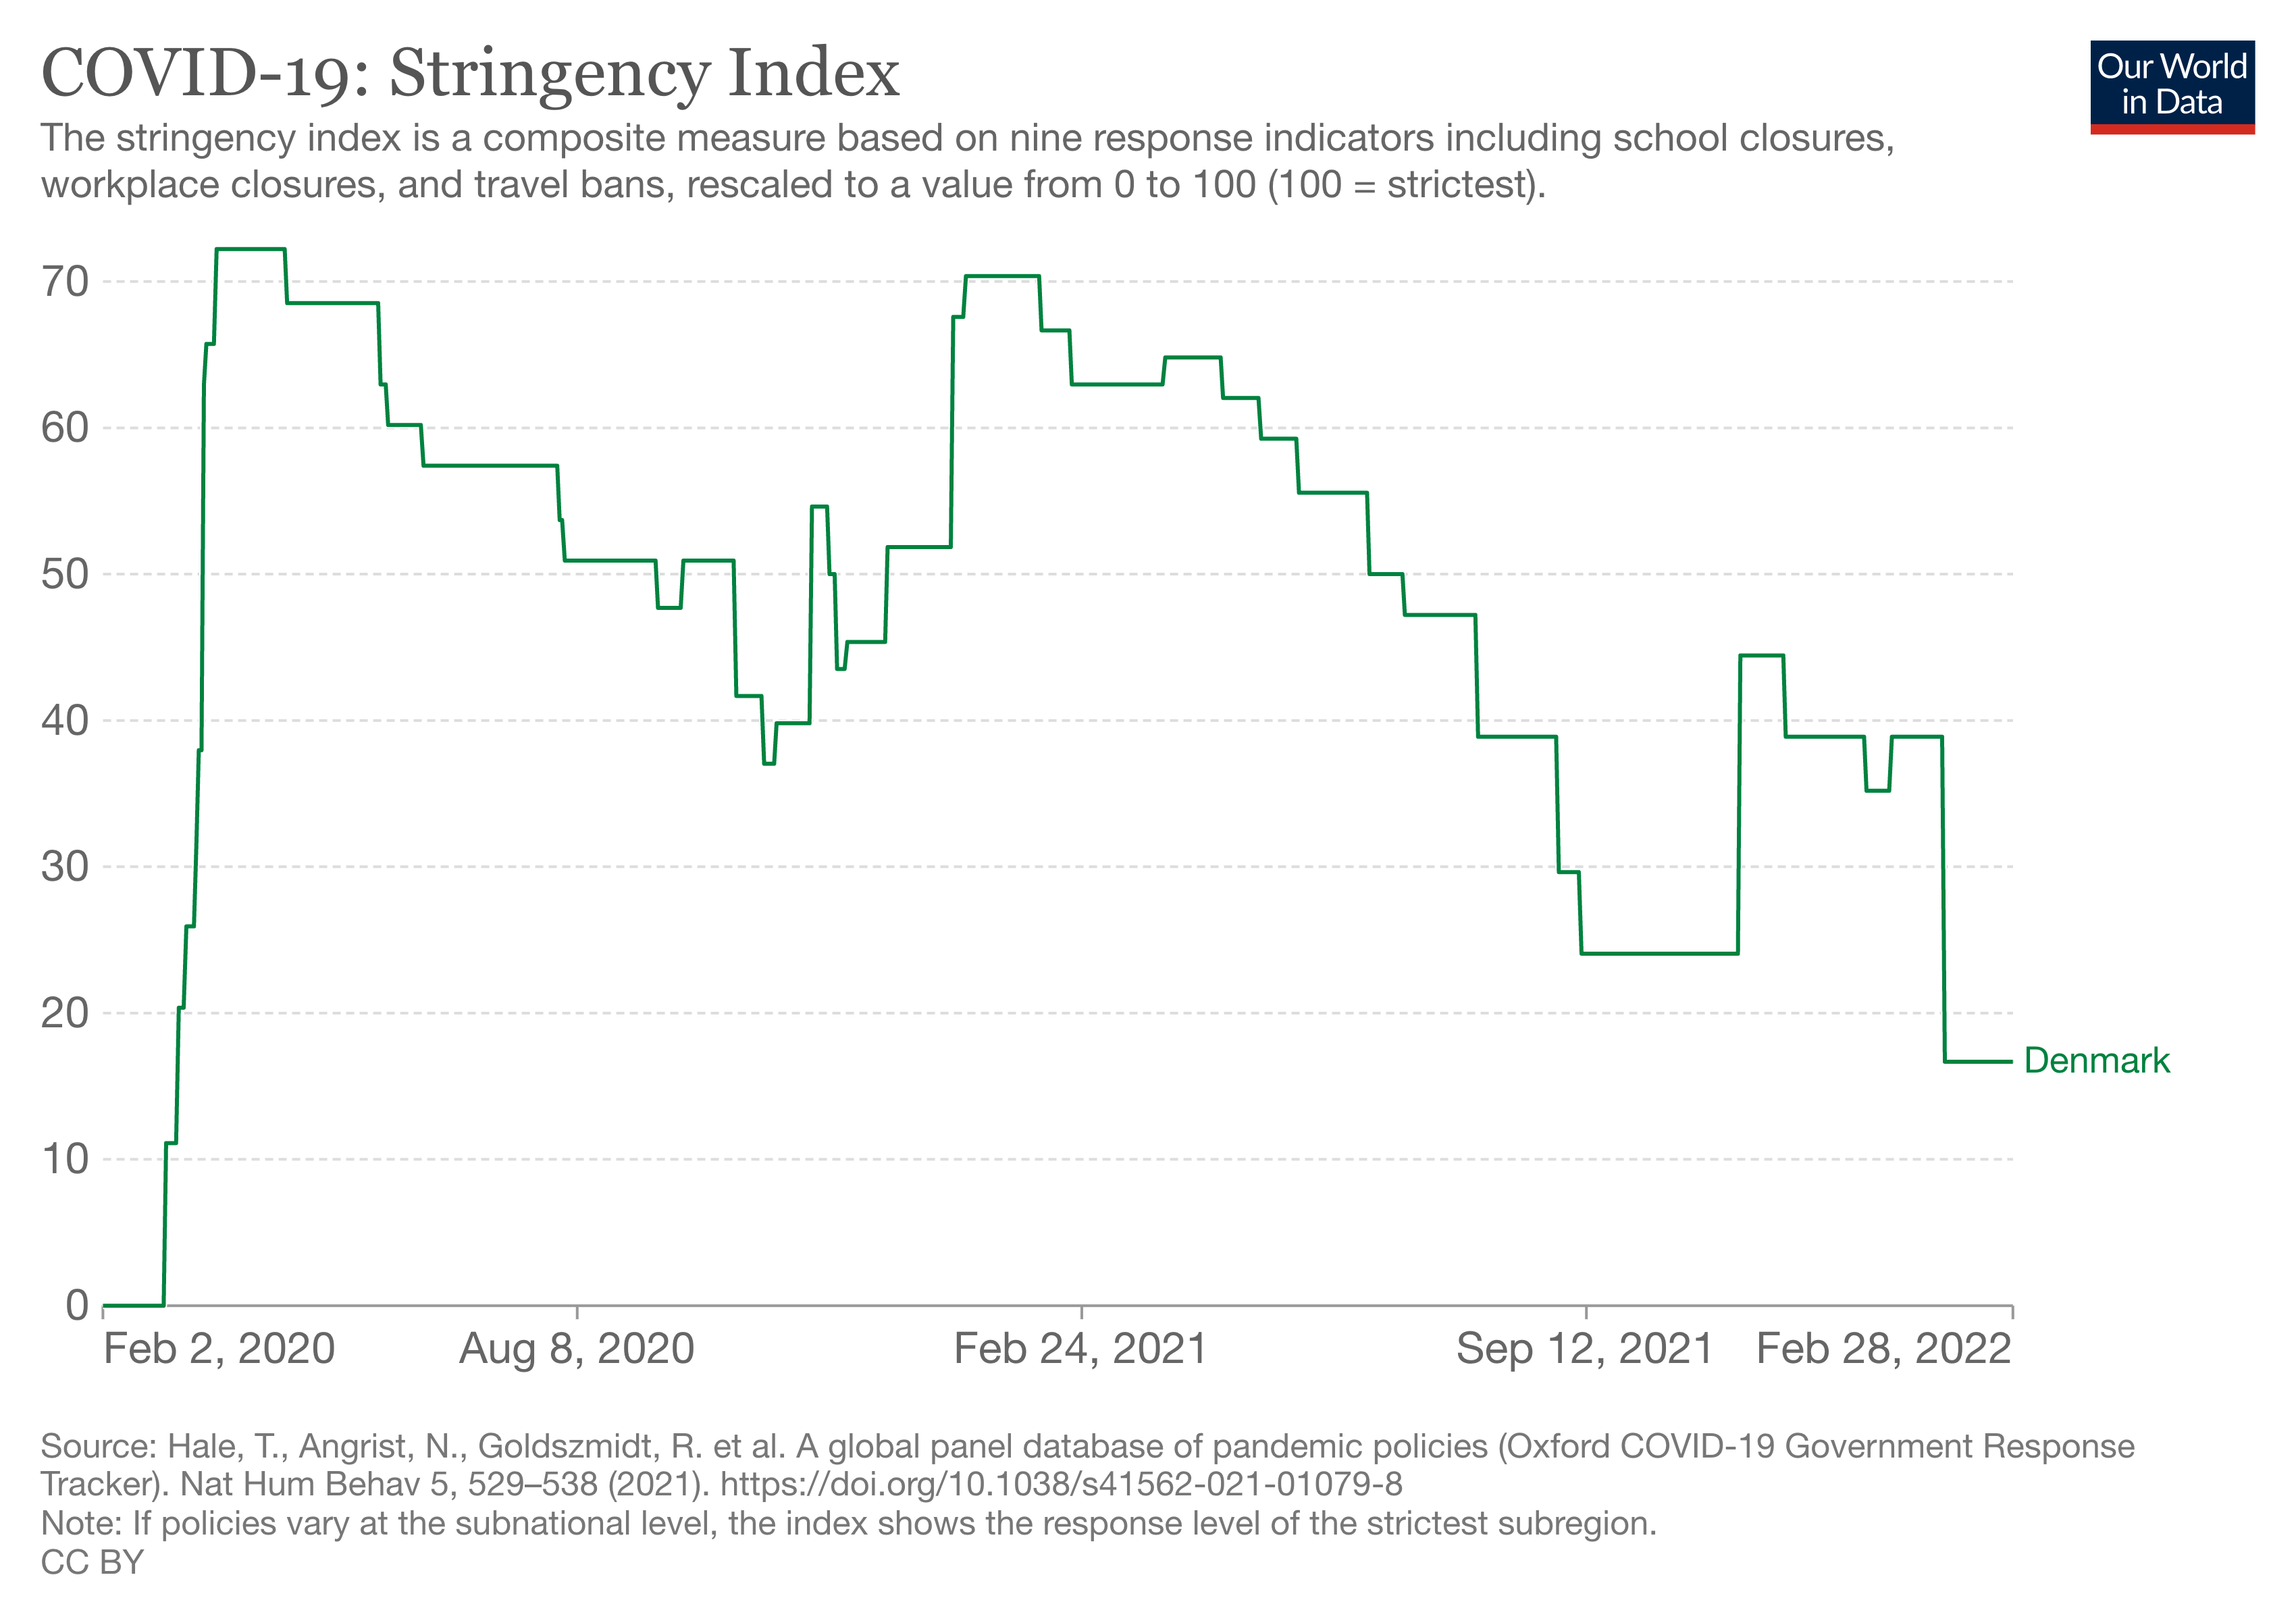 COVID-19: Stringency Index
Our World
in Data
The stringency index is a composite measure based on nine response indicators including school closures,
workplace closures, and travel bans, rescaled to a value from 0 to 100 (100 = strictest).
70
60
50
40
30
20
10
0
Denmark
Feb 2, 2020
Aug 8, 2020
Feb 24, 2021
Sep 12, 2021
Feb 28, 2022
Source: Hale, T., Angrist, N., Goldszmidt, R. et al. A global panel database of pandemic policies (Oxford COVID-19 Government Response
Tracker). Nat Hum Behav 5, 529–538 (2021). https://doi.org/10.1038/s41562-021-01079-8
Note: If policies vary at the subnational level, the index shows the response level of the strictest subregion.
CC BY